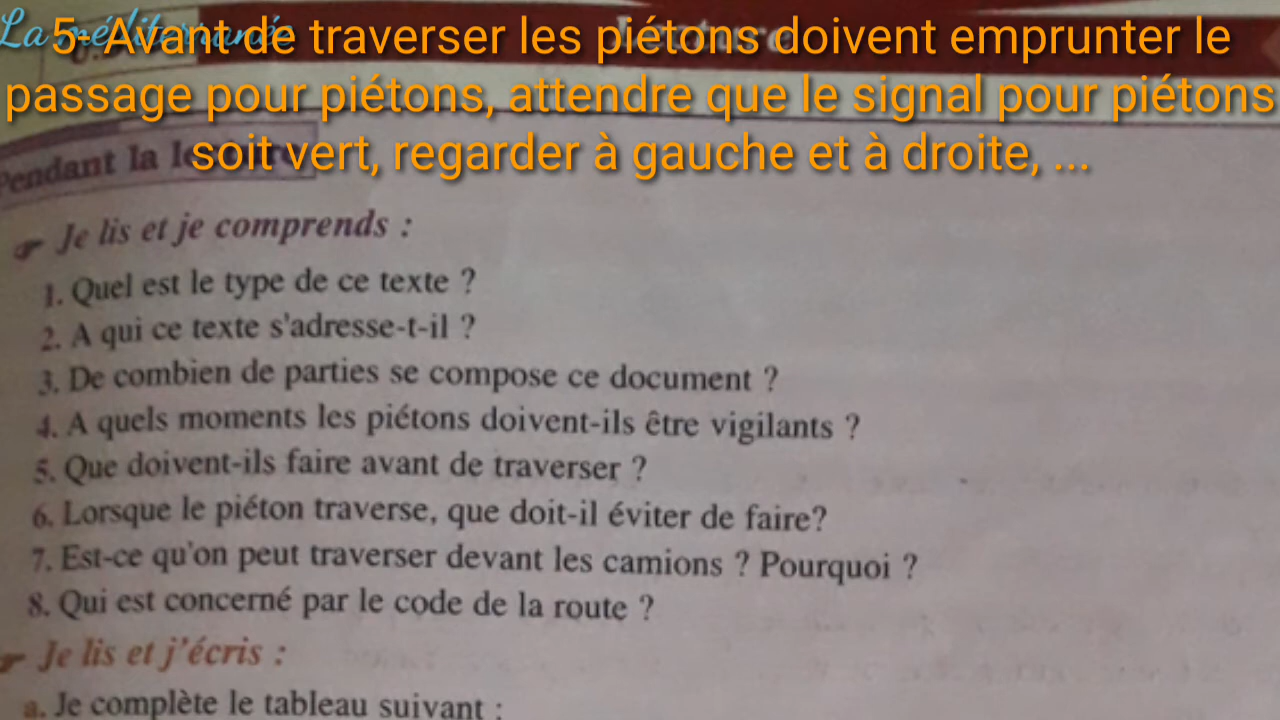 La méditerranée
5- Avant de traverser les piétons doivent emprunter le
passage pour piétons, attendre que le signal pour piétons
soit vert, regarder à gauche et à droite, ...
Pendant la
Je lis et je comprends :
1. Quel est le type de ce texte ?
2. A qui ce texte s'adresse-t-il ?
3. De combien de parties se compose ce document ?
4. A quels moments les piétons doivent-ils être vigilants ?
5. Que doivent-ils faire avant de traverser ?
6. Lorsque le piéton traverse, que doit-il éviter de faire?
7. Est-ce qu'on peut traverser devant les camions ? Pourquoi ?
8. Qui est concerné par le code de la route ?
Je lis et j'écris :
a. Je complète le tableau suivant :